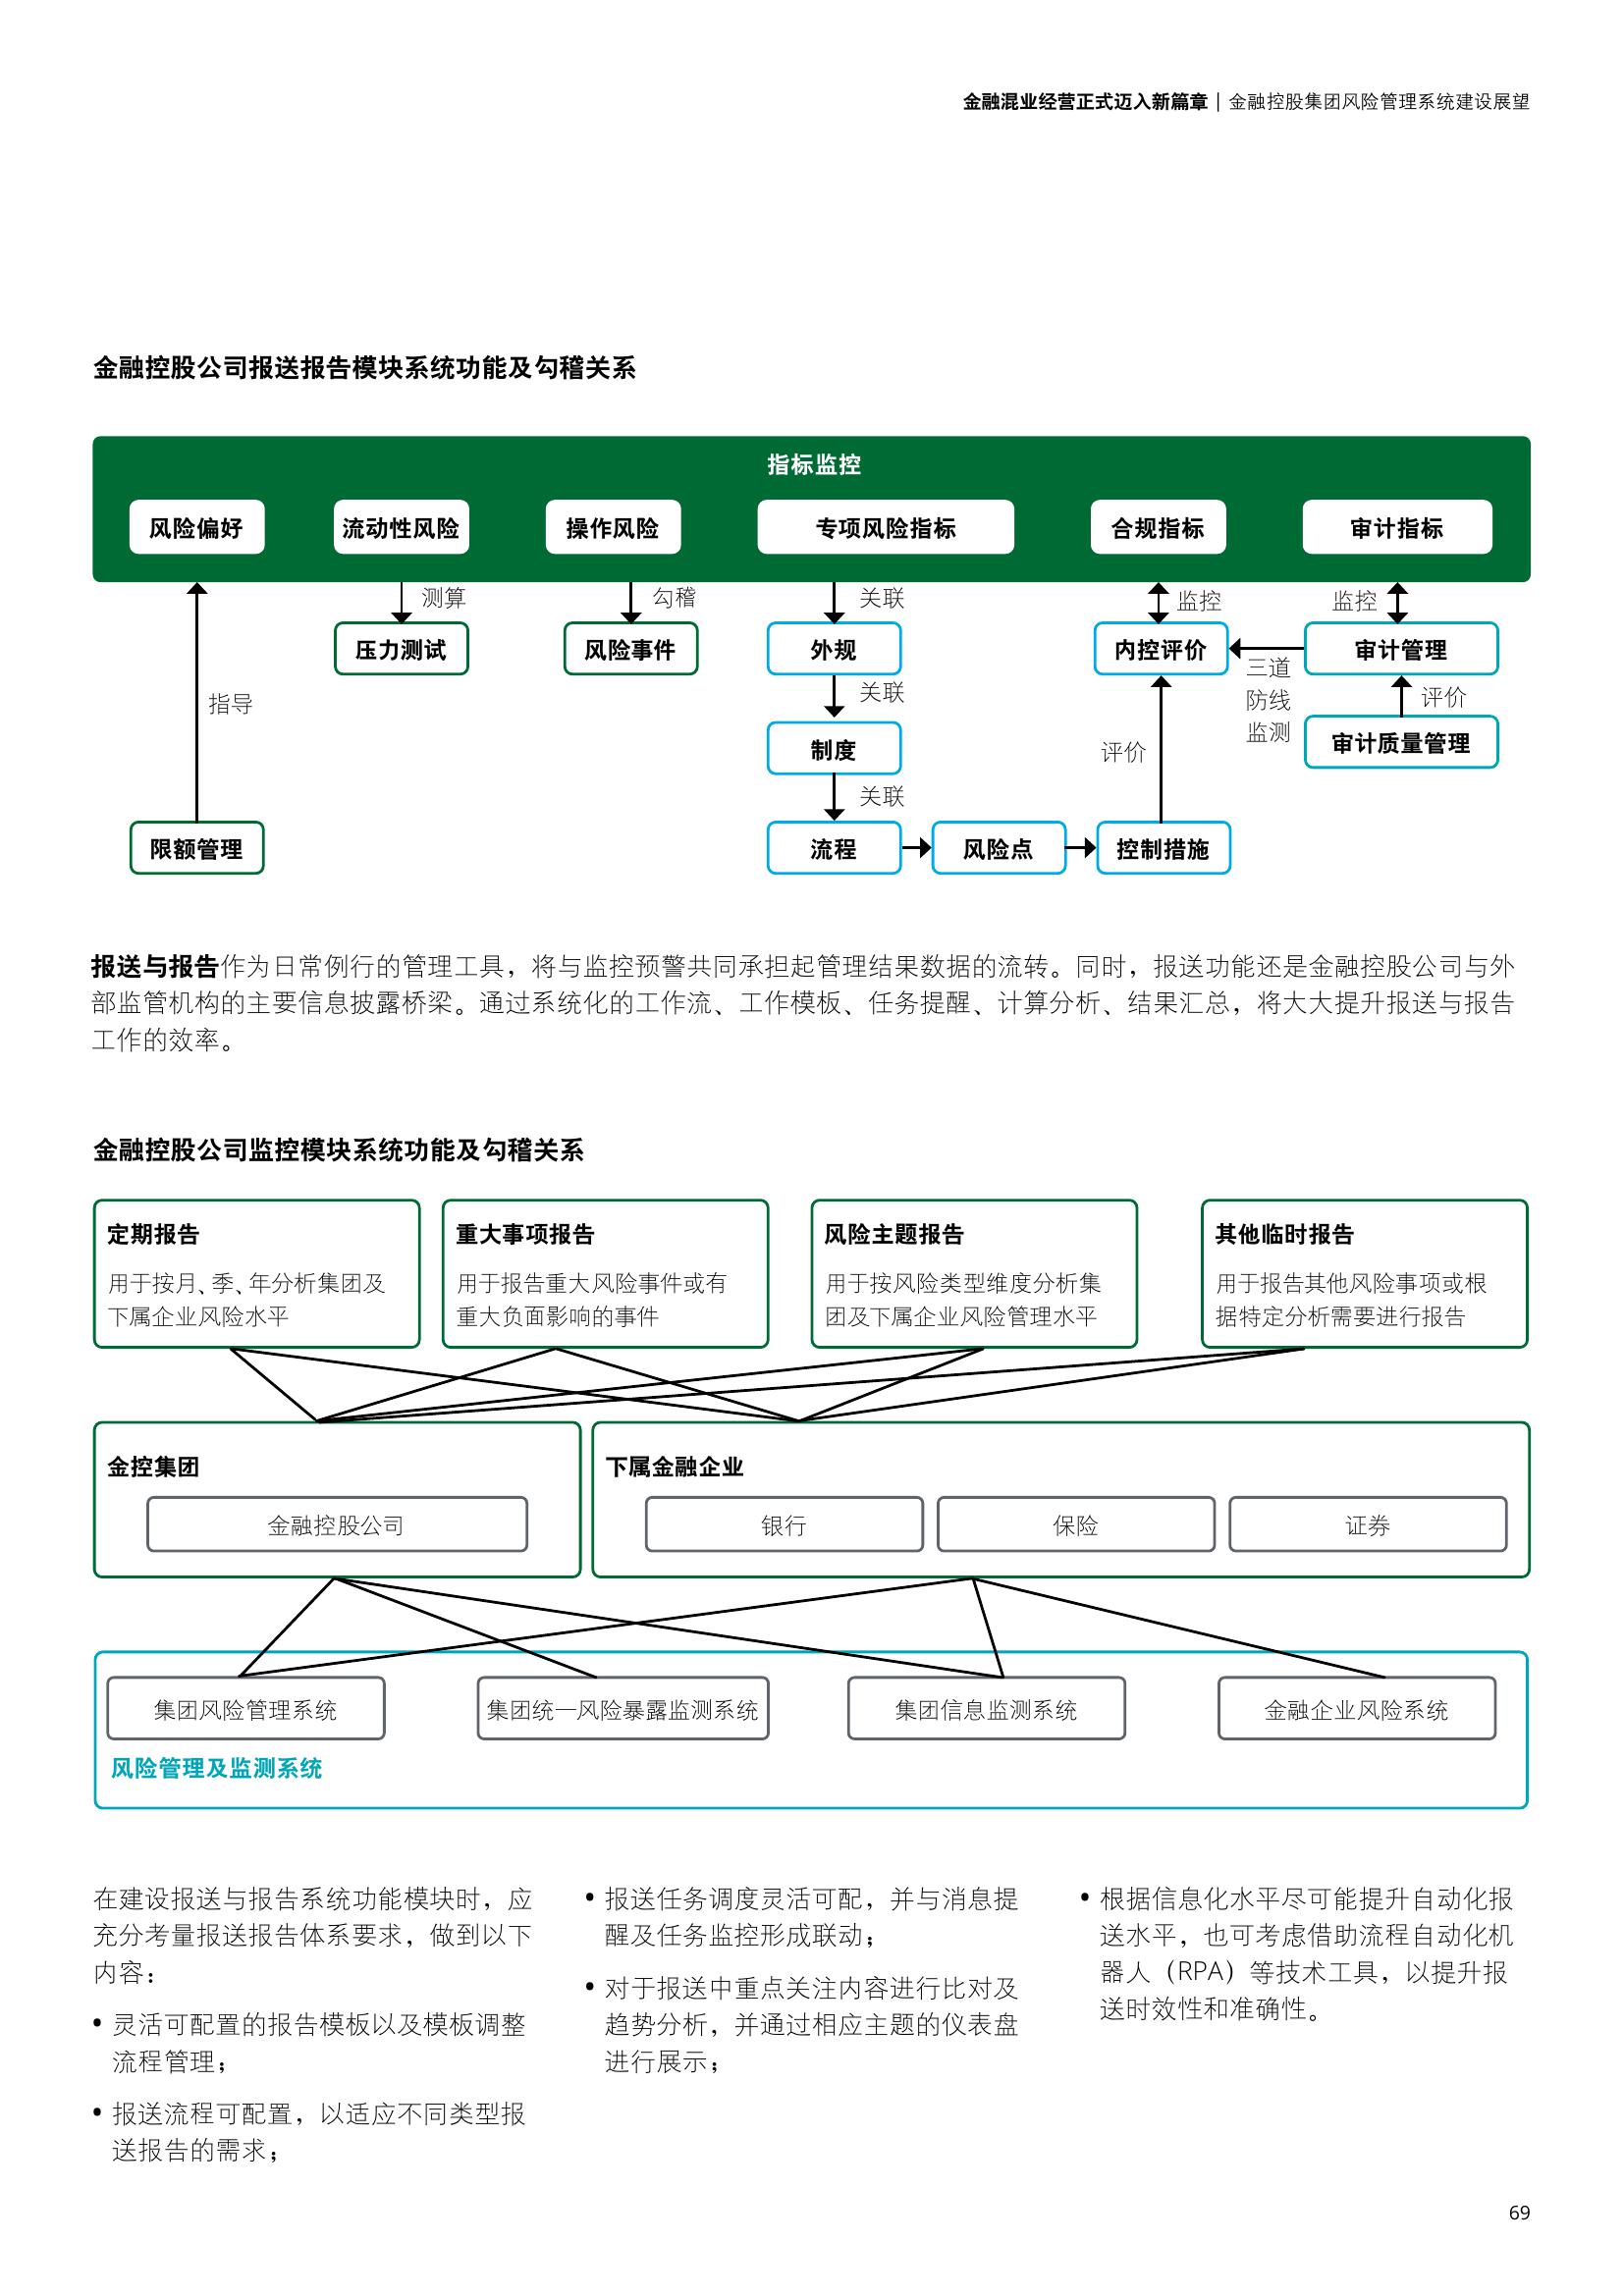 金融混业经营正式迈入新篇章 | 金融控股集团风险管理系统建设展望
金融控股公司报送报告模块系统功能及勾稽关系
指标监控
风险偏好
流动性风险
操作风险
专项风险指标
合规指标
审计指标
测算
勾稽
关联
监控
监控
压力测试
风险事件
外规
内控评价
审计管理
指导
关联
三道
防线
监测
评价
制度
评价
审计质量管理
关联
限额管理
流程
风险点
控制措施
报送与报告作为日常例行的管理工具，将与监控预警共同承担起管理结果数据的流转。同时，报送功能还是金融控股公司与外
部监管机构的主要信息披露桥梁。通过系统化的工作流、工作模板、任务提醒、计算分析、结果汇总，将大大提升报送与报告
工作的效率。
金融控股公司监控模块系统功能及勾稽关系
定期报告
用于按月、季、年分析集团及
下属企业风险水平
重大事项报告
用于报告重大风险事件或有
重大负面影响的事件
风险主题报告
用于按风险类型维度分析集
团及下属企业风险管理水平
其他临时报告
用于报告其他风险事项或根
据特定分析需要进行报告
金控集团
金融控股公司
下属金融企业
银行
保险
证券
集团风险管理系统
集团统一风险暴露监测系统
集团信息监测系统
金融企业风险系统
风险管理及监测系统
在建设报送与报告系统功能模块时，应
充分考量报送报告体系要求，做到以下
内容：
• 灵活可配置的报告模板以及模板调整
流程管理；
• 报送流程可配置，以适应不同类型报
送报告的需求；
• 报送任务调度灵活可配，并与消息提
醒及任务监控形成联动；
• 对于报送中重点关注内容进行比对及
趋势分析，并通过相应主题的仪表盘
进行展示；
• 根据信息化水平尽可能提升自动化报
送水平，也可考虑借助流程自动化机
器人（RPA）等技术工具，以提升报
送时效性和准确性。
69